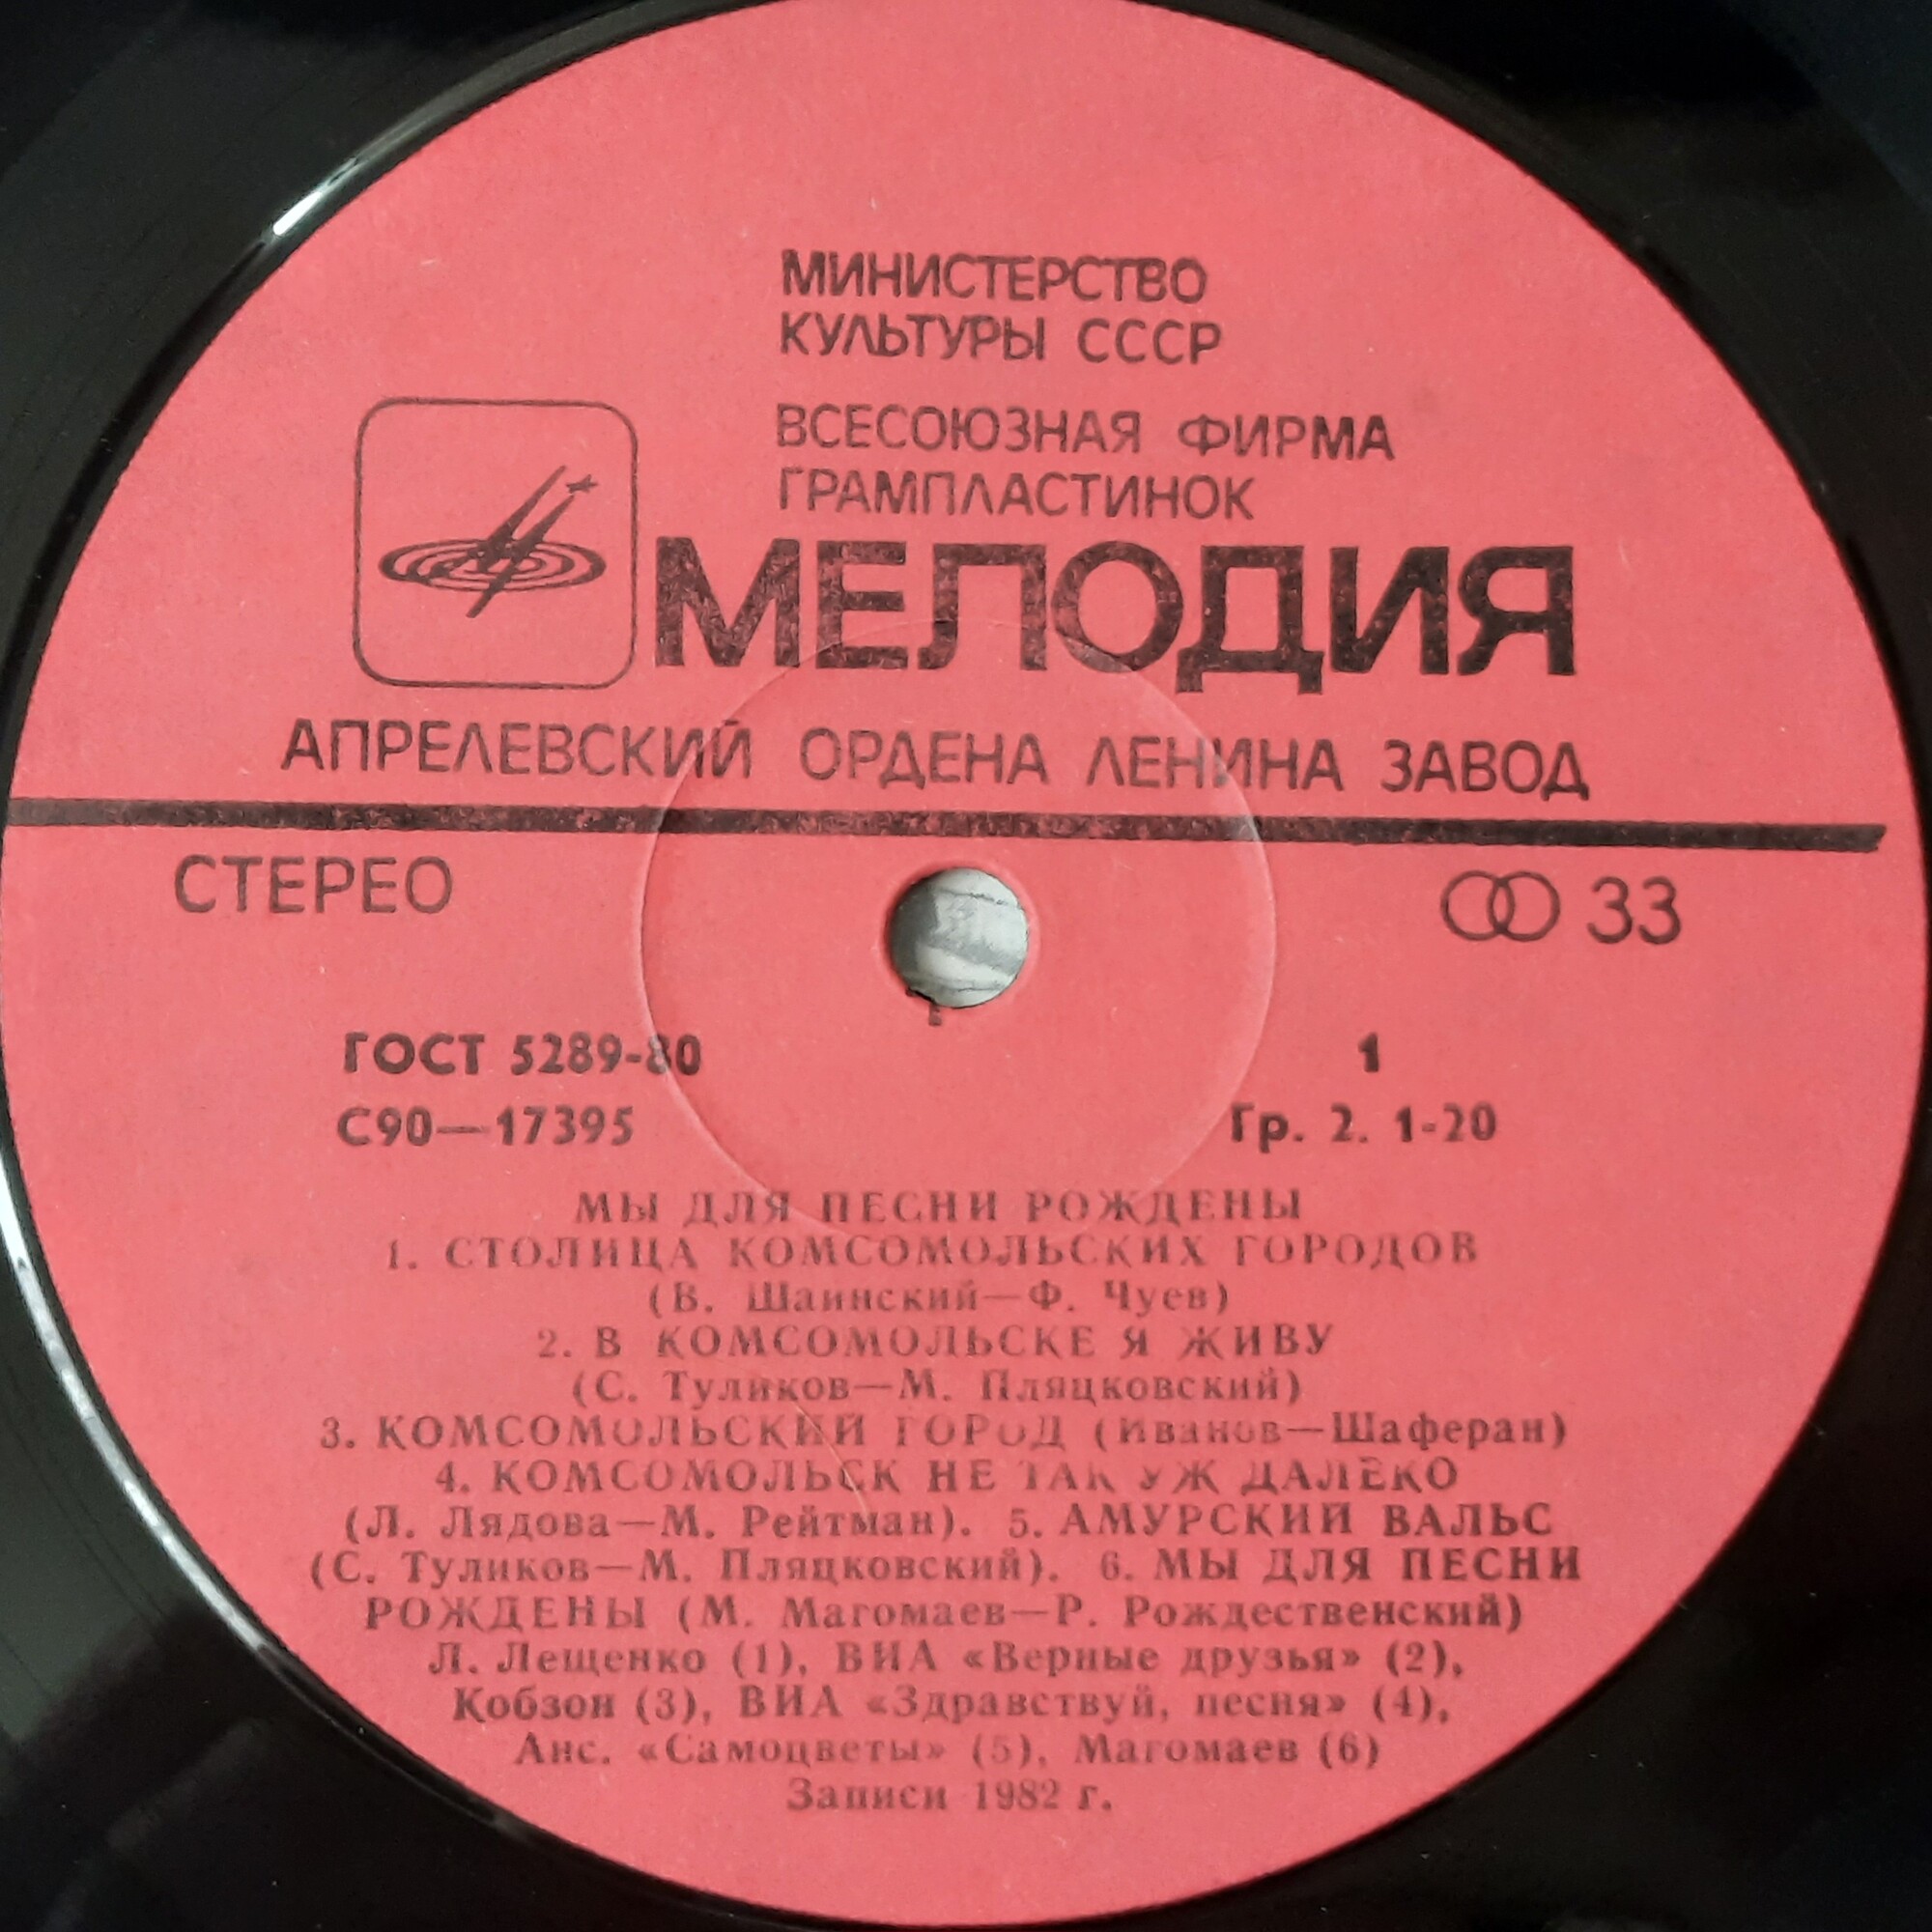 МИНИСТЕРСТВО
КУЛЬТУРЫ СССР
ВСЕСОЮЗНАЯ ФИРМА
ГРАМПЛАСТИНОК
МЕЛОДИЯ
АПРЕЛЕВСКИЙ ОРДЕНА ЛЕНИНА ЗАВОД
СТЕРЕО
33
ГОСТ 5289-80
1
С90—17395
Гр. 2. 1-20
МЫ ДЛЯ ПЕСНИ РОЖДЕНЫ
1. СТОЛИЦА КОМСОМОЛЬСКИХ ГОРОДОВ
(В. Шаинский—Ф. Чуев)
2. В КОМСОМОЛЬСКЕ Я ЖИВУ
(С. Туликов—М. Пляцковский)
3. КОМСОМОЛЬСКИЙ ГОРОД (Иванов—Шаферан)
4. КОМСОМОЛЬСК НЕ ТАК УЖ ДАЛЕКО
(Л. Лядова—М. Рейтман). 5. АМУРСКИЙ ВАЛЬС
(С. Туликов—М. Пляцковский). 6. МЫ ДЛЯ ПЕСНИ
РОЖДЕНЫ (М. Магомаев—Р. Рождественский)
Л. Лещенко (1), ВИА «Верные друзья» (2),
Кобзон (3), ВИА «Здравствуй, песня» (4),
Анс. «Самоцветы» (5), Магомаев (6)
Записи 1982 г.